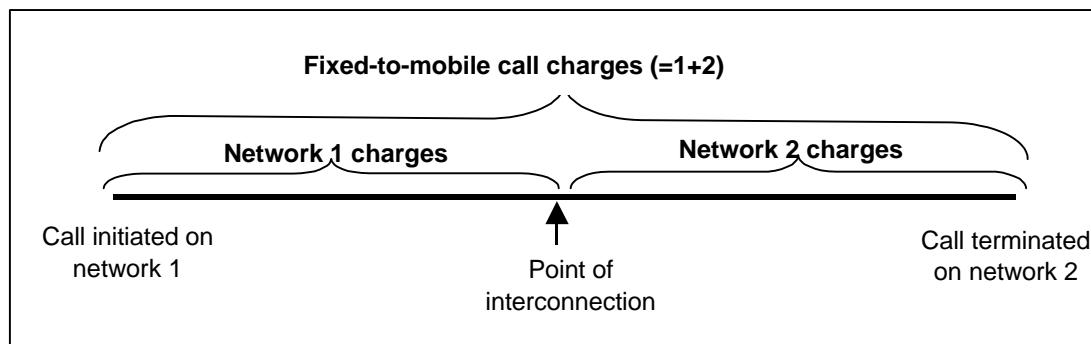 Fixed-to-mobile call charges (=1+2)
Network 1 charges
Network 2 charges
Call initiated on
network 1
Point of
interconnection
Call terminated
on network 2